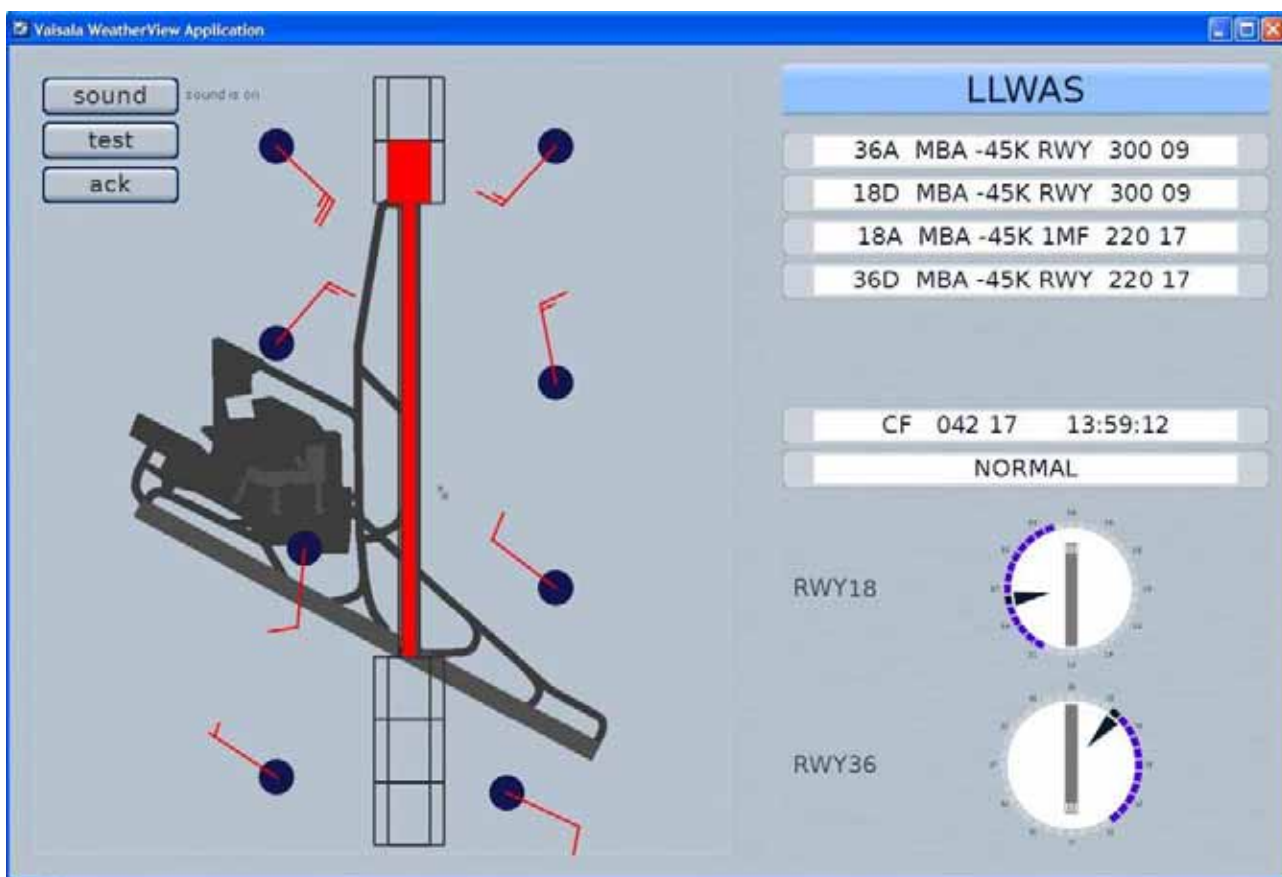 Vaisala WeatherView Application
sound
sound is on
test
ack
LLWAS
36A MBA -45K RWY 300 09
18D MBA -45K RWY 300 09
18A MBA -45K 1MF 220 17
36D MBA -45K RWY 220 17
CF 042 17 13:59:12
NORMAL
RWY18
RWY36